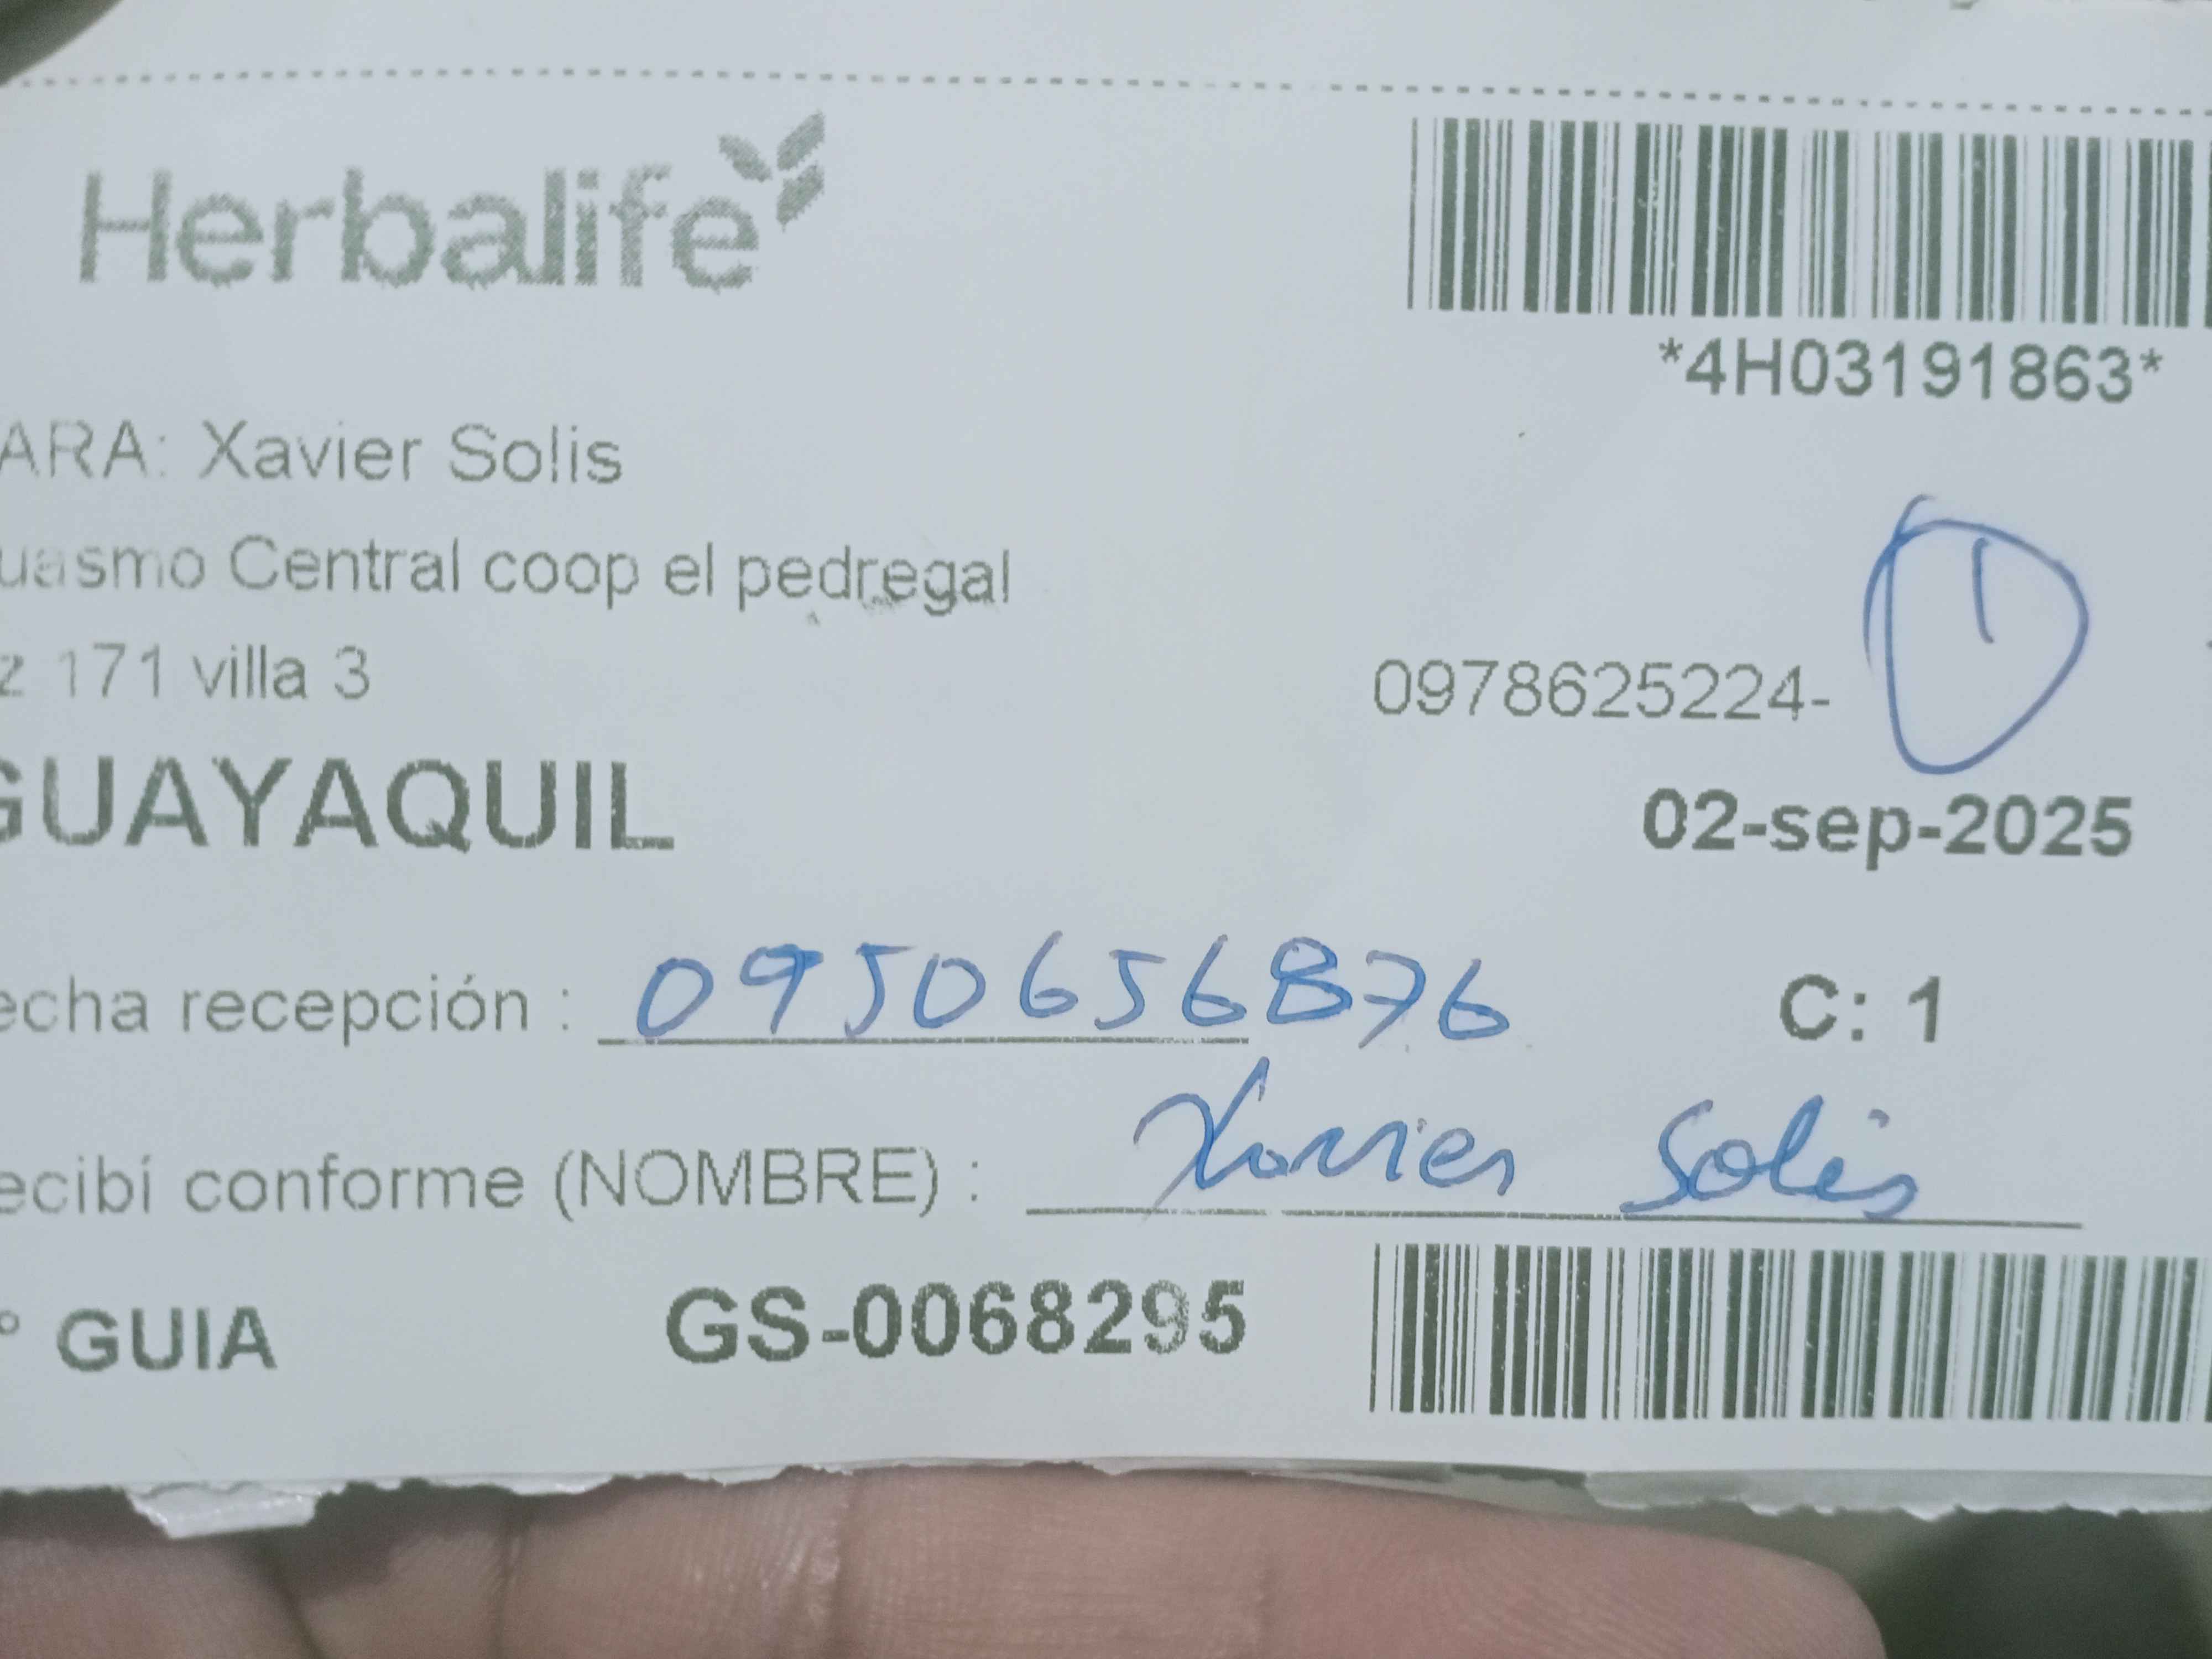 Herbalife
*4H03191863*
ARA: Xavier Solis
uasmo Central coop el pedregal
z 171 villa 3
0978625224-
1
GUAYAQUIL
02-sep-2025
echa recepción : 0950656876
C: 1
ecibí conforme (NOMBRE) : Xavier Solis
° GUIA GS-0068295